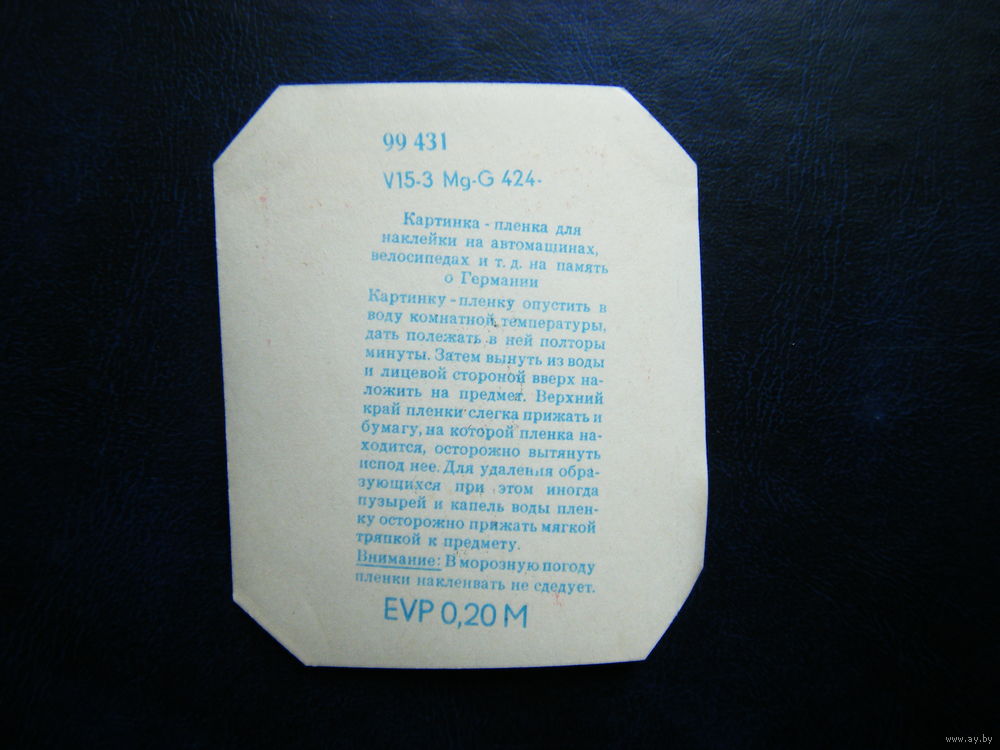 99 431
V15-3 Mg-G 424-
Картинка - пленка для
наклейки на автомашинах,
велосипедах и т. д. на память
о Германии
Картинку - пленку опустить в
воду комнатной температуры,
дать полежать в ней полторы
минуты. Затем вынуть из воды
и лицевой стороной вверх на-
ложить на предмет. Верхний
край пленки слегка прижать и
бумагу, на которой пленка на-
ходится, осторожно вытянуть
испод нее. Для удаления обра-
зующихся при этом иногда
пузырей и капель воды плен-
ку осторожно прижать мягкой
тряпкой к предмету.
Внимание: В морозную погоду
пленки наклеивать не сдедует.
EVP 0,20 M
www.ay.by